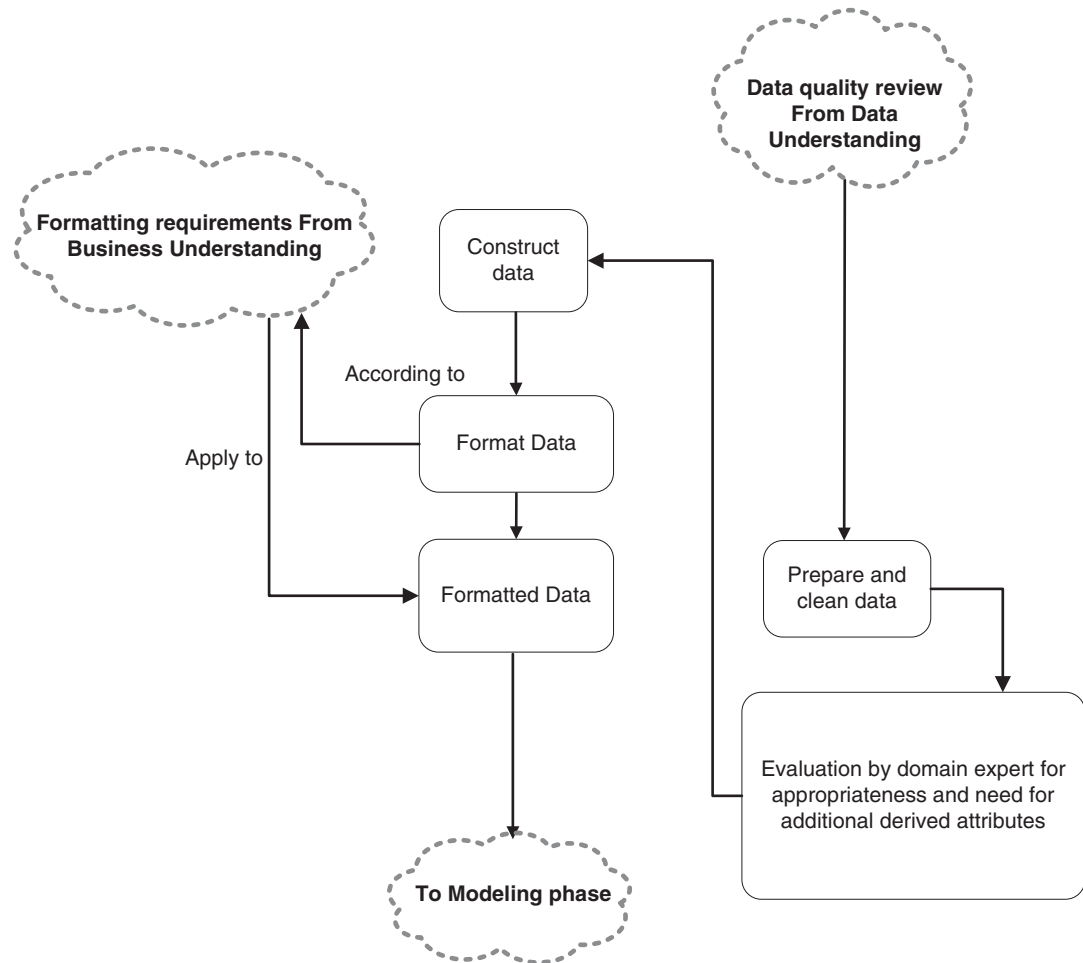 Data quality review
From Data
Understanding
Formatting requirements From
Business Understanding
Construct
data
According to
Format Data
Apply to
Formatted Data
Prepare and
clean data
Evaluation by domain expert for
appropriateness and need for
additional derived attributes
To Modeling phase